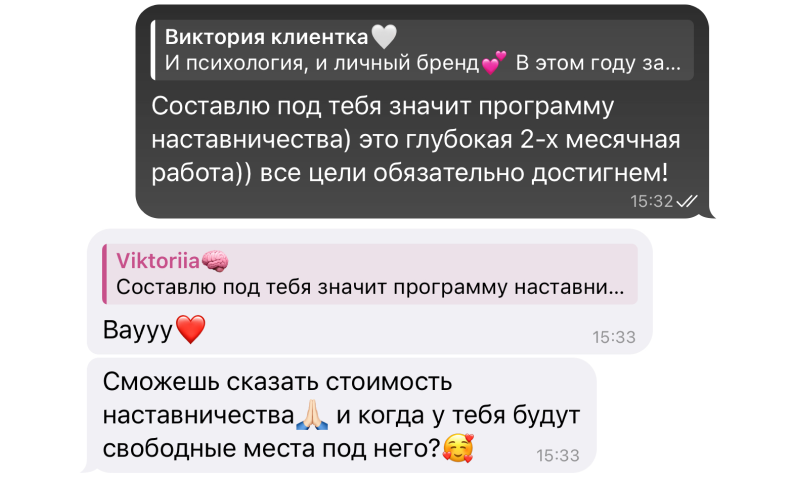 Виктория клиентка🤍
И психология, и личный бренд💕 В этом году за...
Составлю под тебя значит программу
наставничества) это глубокая 2-х месячная
работа)) все цели обязательно достигнем!
15:32
Viktoriia🧠
Составлю под тебя значит программу наставни...
Вауууу❤️
15:33
Сможешь сказать стоимость
наставничества🙏🏻 и когда у тебя будут
свободные места под него?🥰
15:33